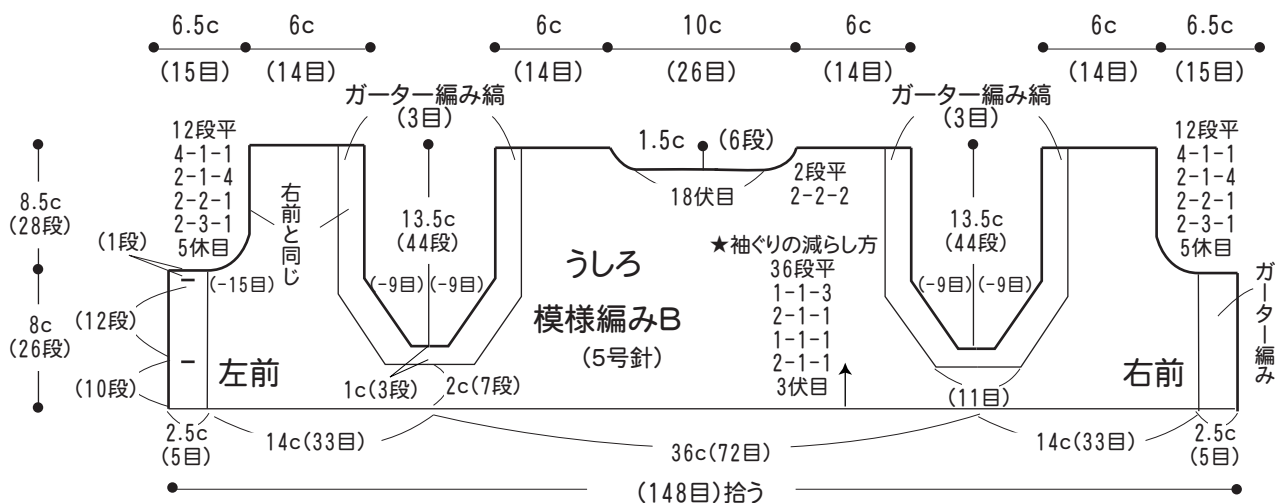 6.5c
6c
6c
10c
6c
6c
6.5c
(15目)
(14目)
(14目)
(26目)
(14目)
(14目)
(15目)
ガーター編み縞
(3目)
ガーター編み縞
(3目)
12段平
4-1-1
2-1-4
2-2-1
2-3-1
5休目
右前と同じ
1.5c
(6段)
18伏目
2段平
2-2-2
12段平
4-1-1
2-1-4
2-2-1
2-3-1
5休目
8.5c
(28段)
8c
(26段)
(1段)
(12段)
(10段)
(-15目)
13.5c
(44段)
(-9目)
(-9目)
うしろ
模様編みB
(5号針)
★袖ぐりの減らし方
36段平
1-1-3
2-1-1
1-1-1
2-1-1
3伏目
13.5c
(44段)
(-9目)
(-9目)
ガーター編み
左前
1c(3段)
2c(7段)
(11目)
右前
2.5c
(5目)
14c(33目)
36c(72目)
14c(33目)
2.5c
(5目)
(148目)拾う